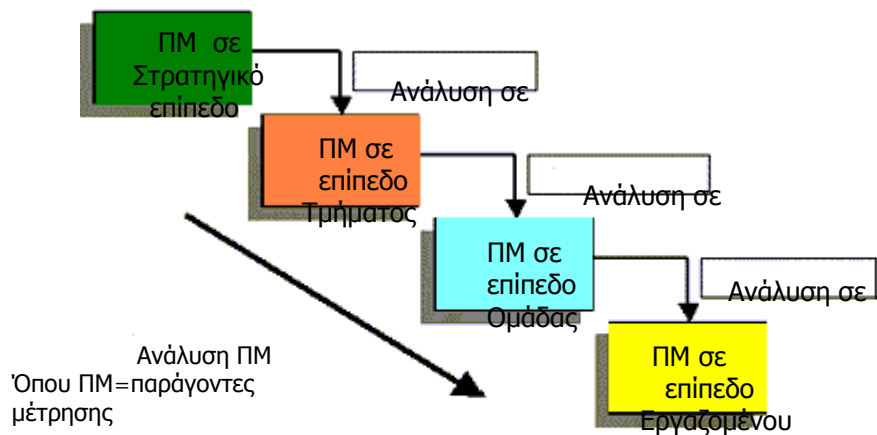 ΠΜ σε
Στρατηγικό
επίπεδο
Ανάλυση σε
ΠΜ σε
επίπεδο
Τμήματος
Ανάλυση σε
ΠΜ σε
επίπεδο
Ομάδας
Ανάλυση σε
ΠΜ σε
επίπεδο
Εργαζομένου
Ανάλυση ΠΜ
Όπου ΠΜ=παράγοντες
μέτρησης